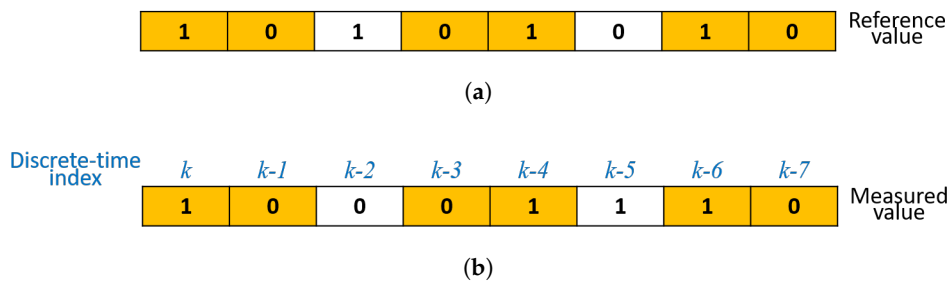 1 0 1 0 1 0 1 0 Reference value
(a)
Discrete-time index k k-1 k-2 k-3 k-4 k-5 k-6 k-7
1 0 0 0 1 1 1 0 Measured value
(b)